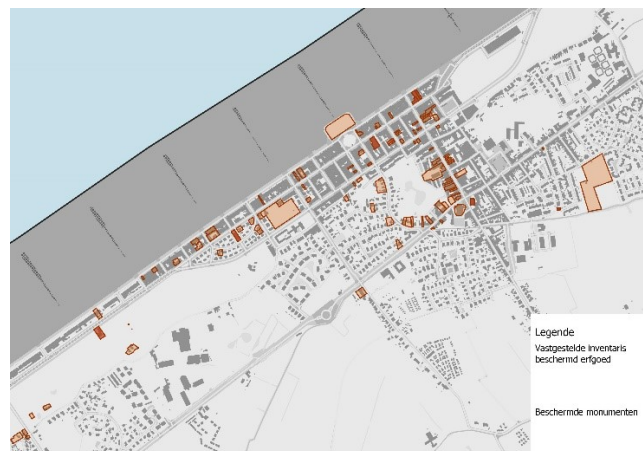 Legende
Vastgestelde inventaris
beschermd erfgoed
Beschermde monumenten